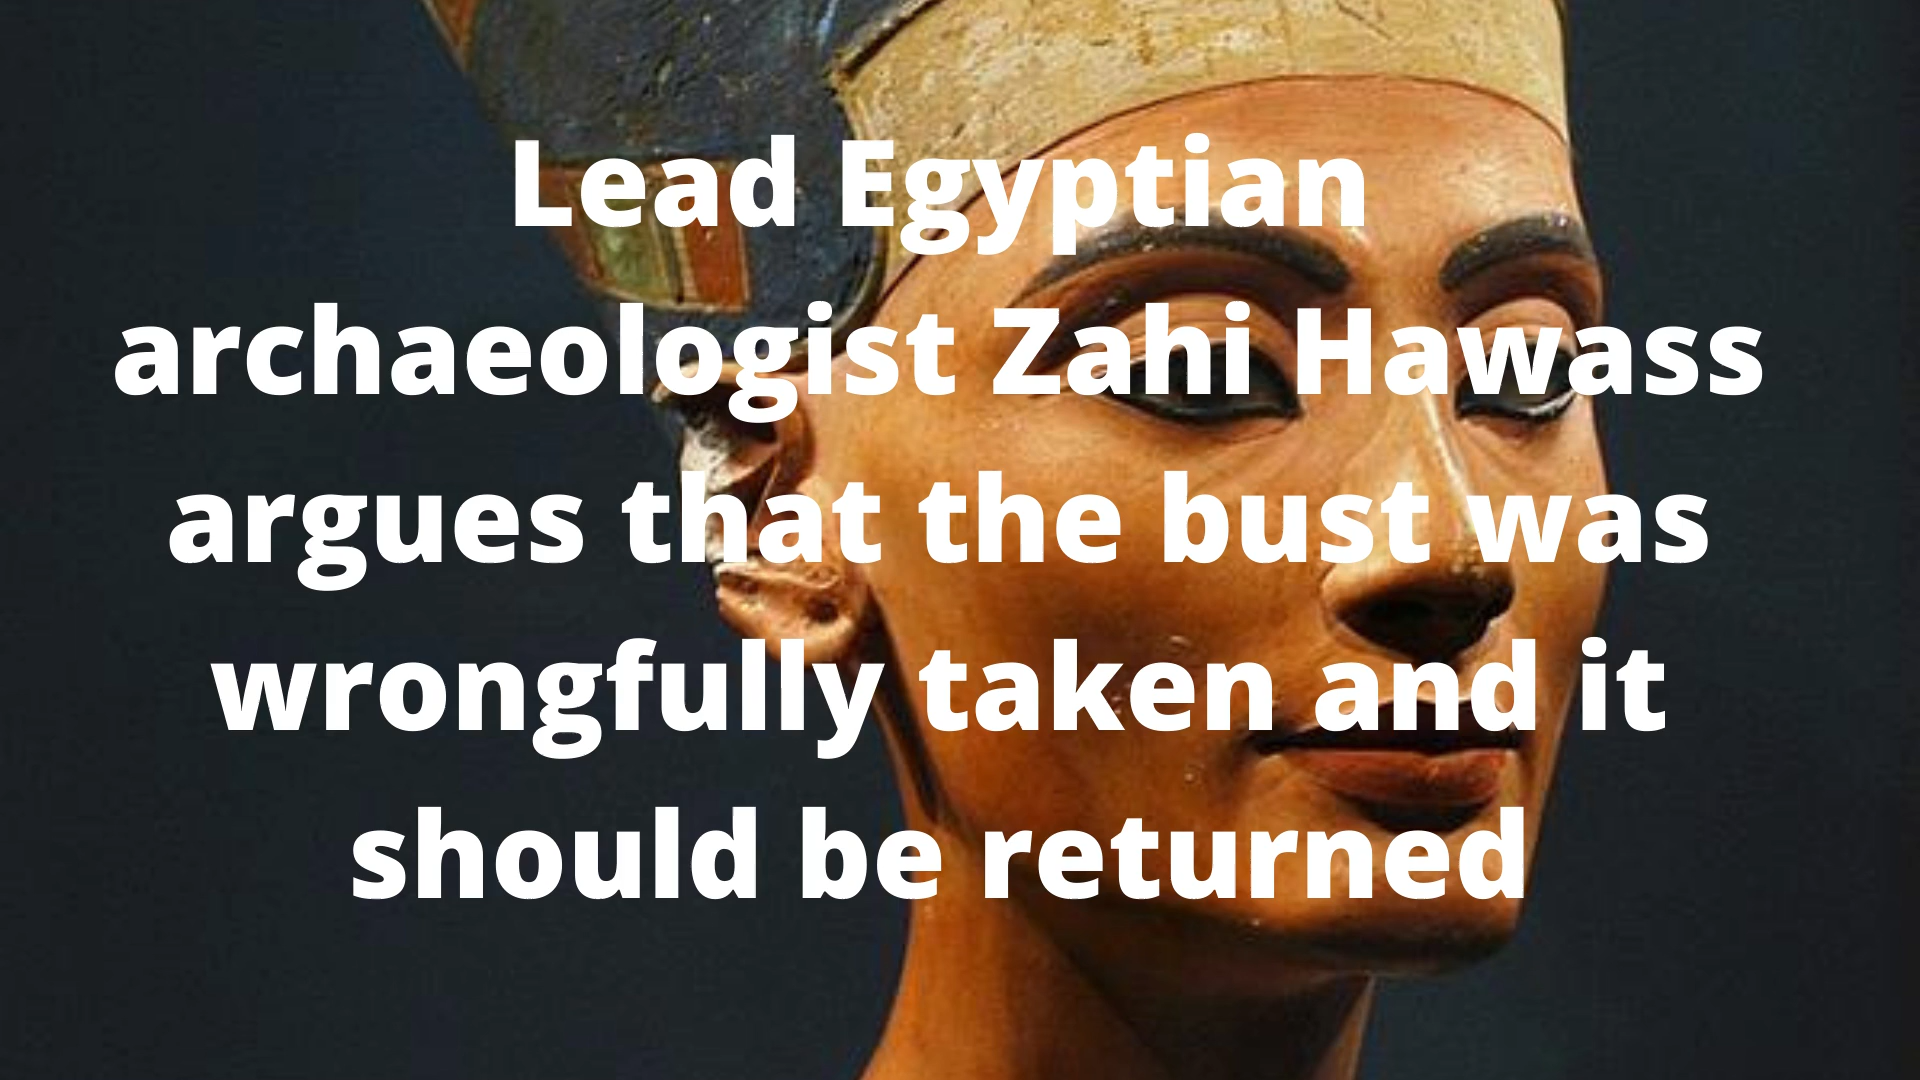 Lead Egyptian
archaeologist Zahi Hawass
argues that the bust was
wrongfully taken and it
should be returned